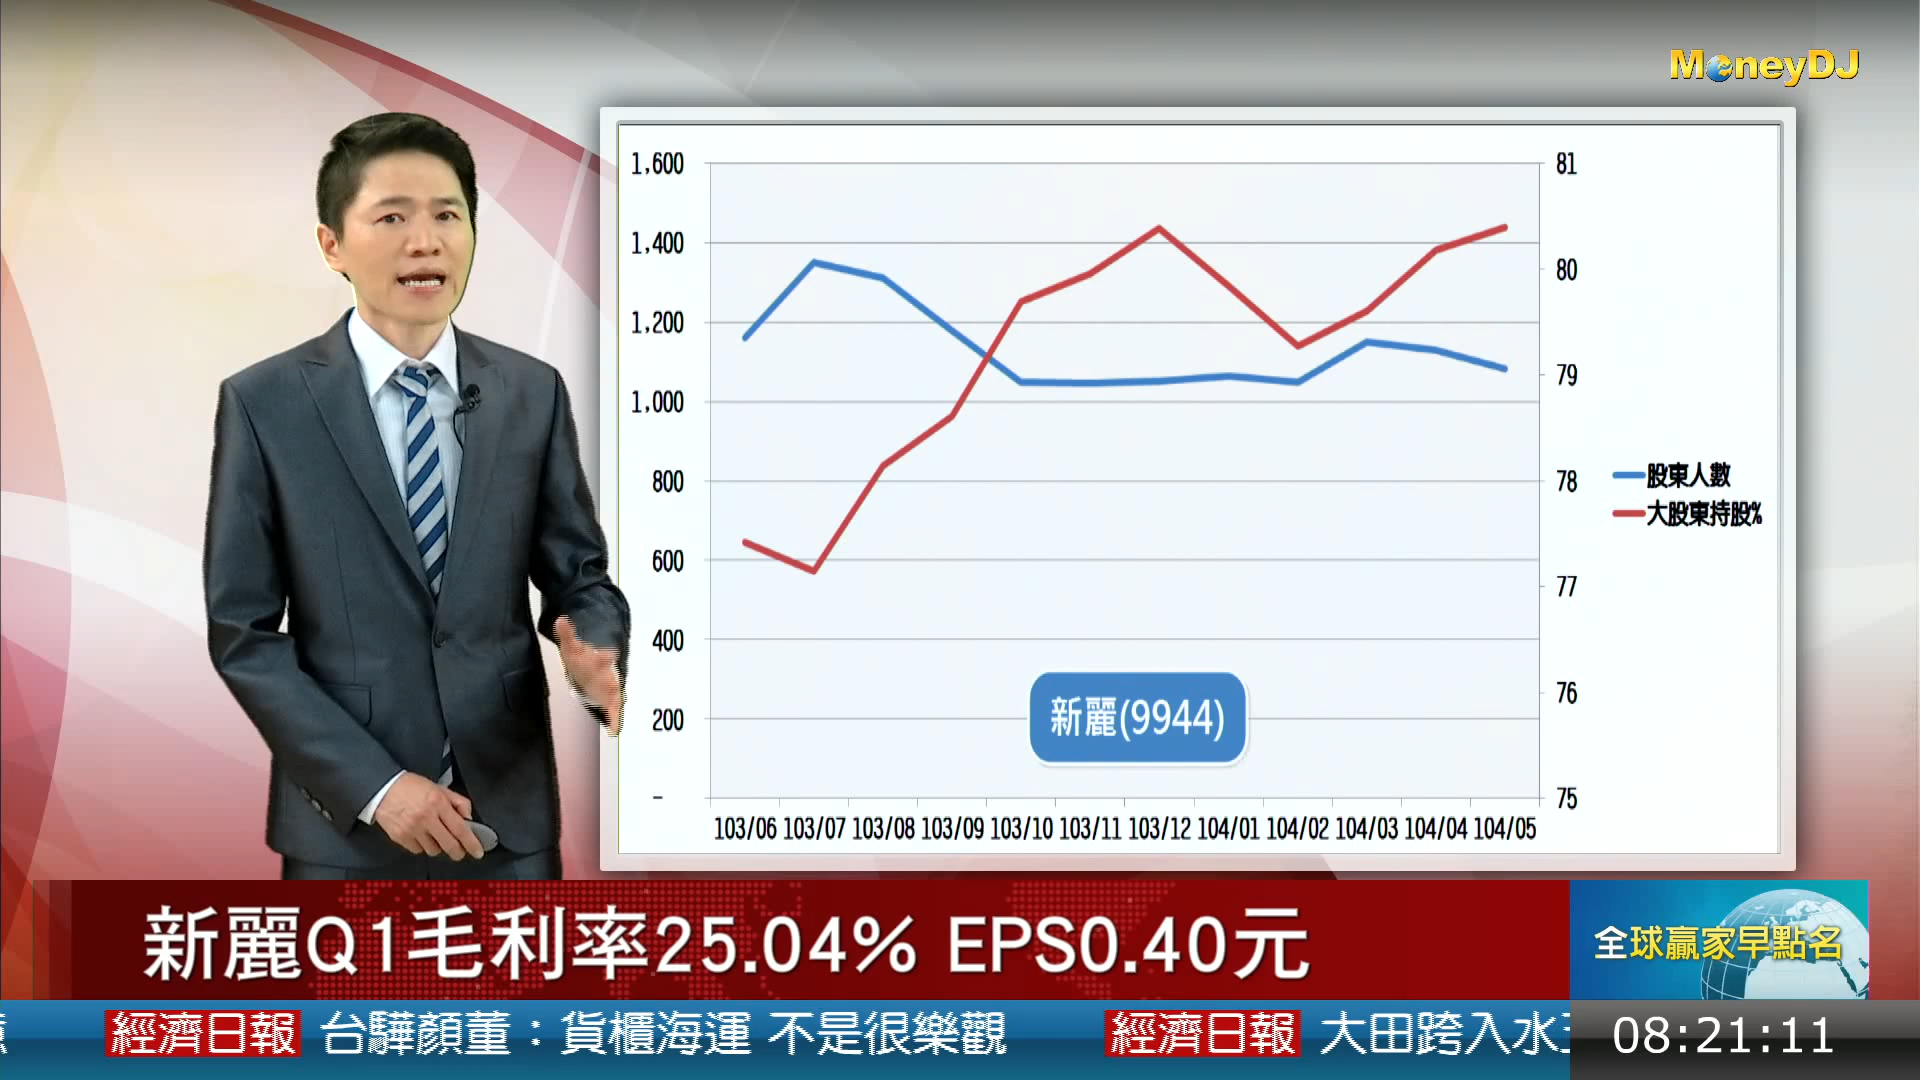 MoneyDJ
1,600
1,400
1,200
1,000
800
600
400
200
-
81
80
79
78
77
76
75
股東人數
大股東持股%
新麗(9944)
103/06 103/07 103/08 103/09 103/10 103/11 103/12 104/01 104/02 104/03 104/04 104/05
新麗Q1毛利率25.04% EPS0.40元
全球贏家早點名
經濟日報 台驊顏董：貨櫃海運 不是很樂觀 經濟日報 大田跨入水
08:21:11